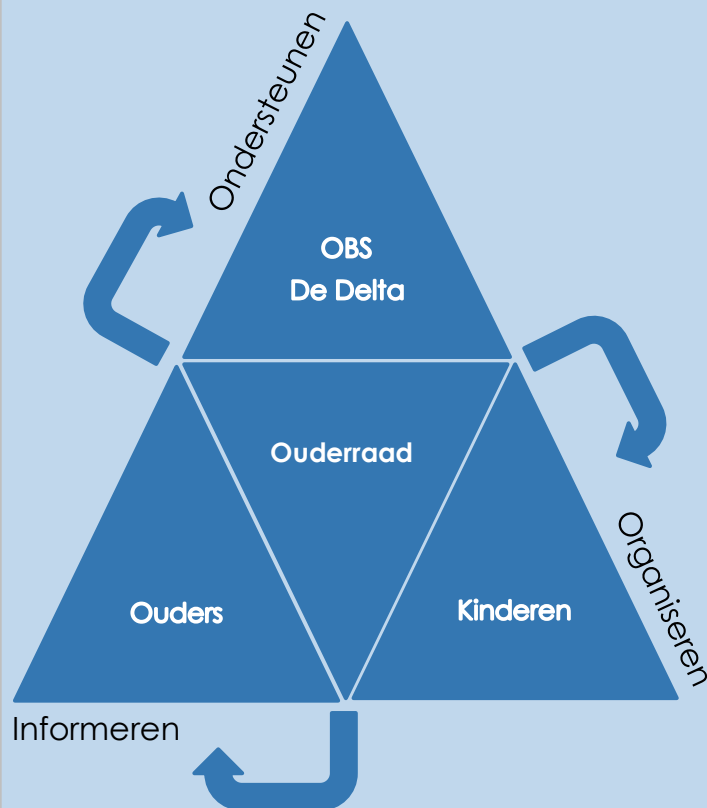 Ondersteunen
OBS
De Delta
Ouderraad
Ouders
Kinderen
Organiseren
Informeren